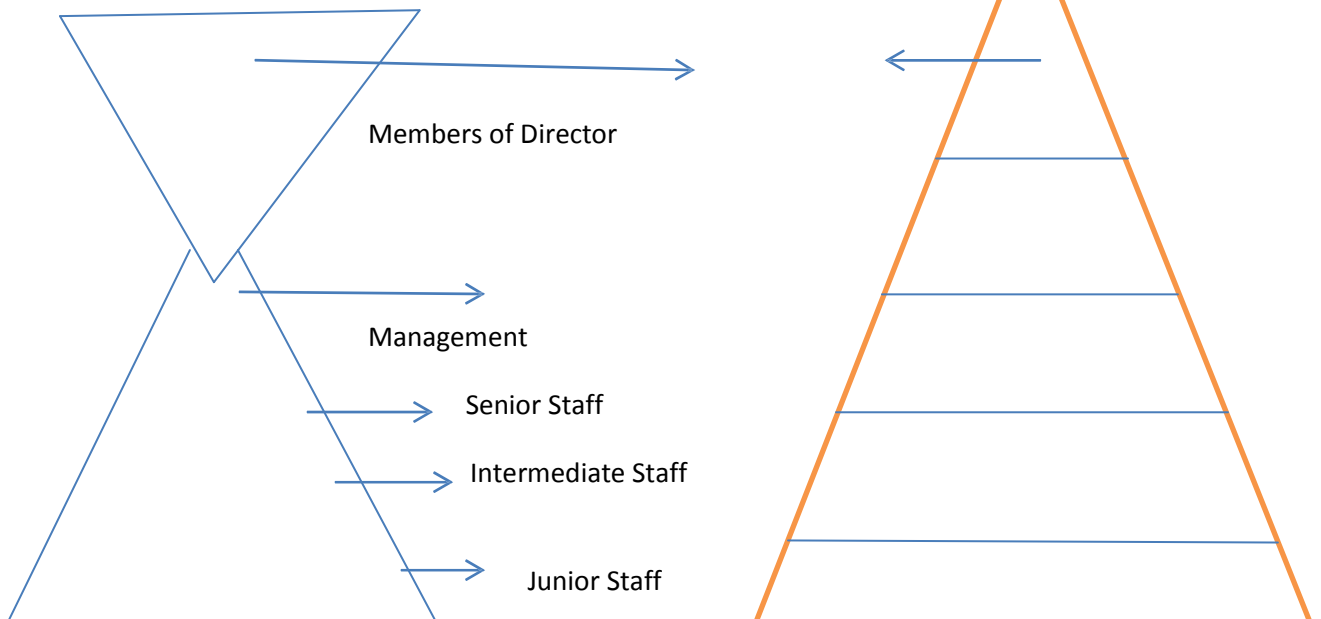 Members of Director
Management
Senior Staff
Intermediate Staff
Junior Staff